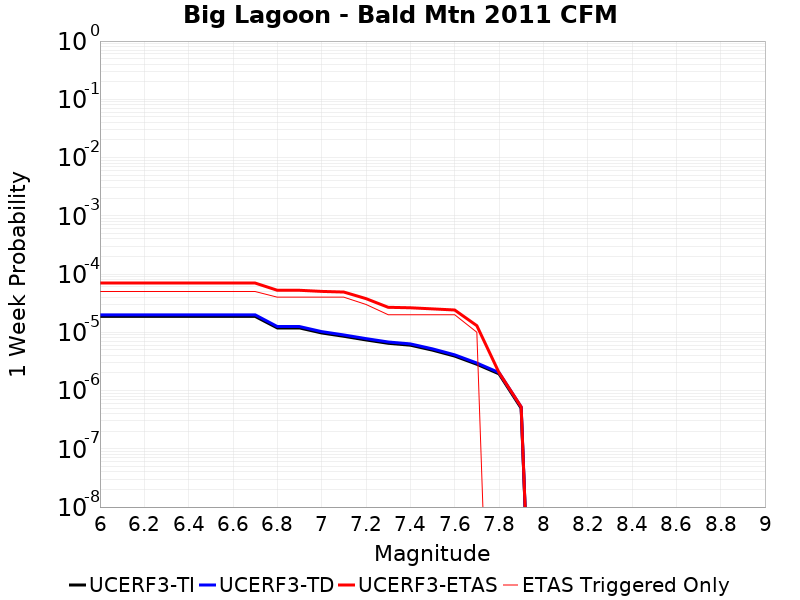 Big Lagoon - Bald Mtn 2011 CFM
1 Week Probability
10^0
10^-1
10^-2
10^-3
10^-4
10^-5
10^-6
10^-7
10^-8
6 6.2 6.4 6.6 6.8 7 7.2 7.4 7.6 7.8 8 8.2 8.4 8.6 8.8 9
Magnitude
UCERF3-TI UCERF3-TD UCERF3-ETAS ETAS Triggered Only